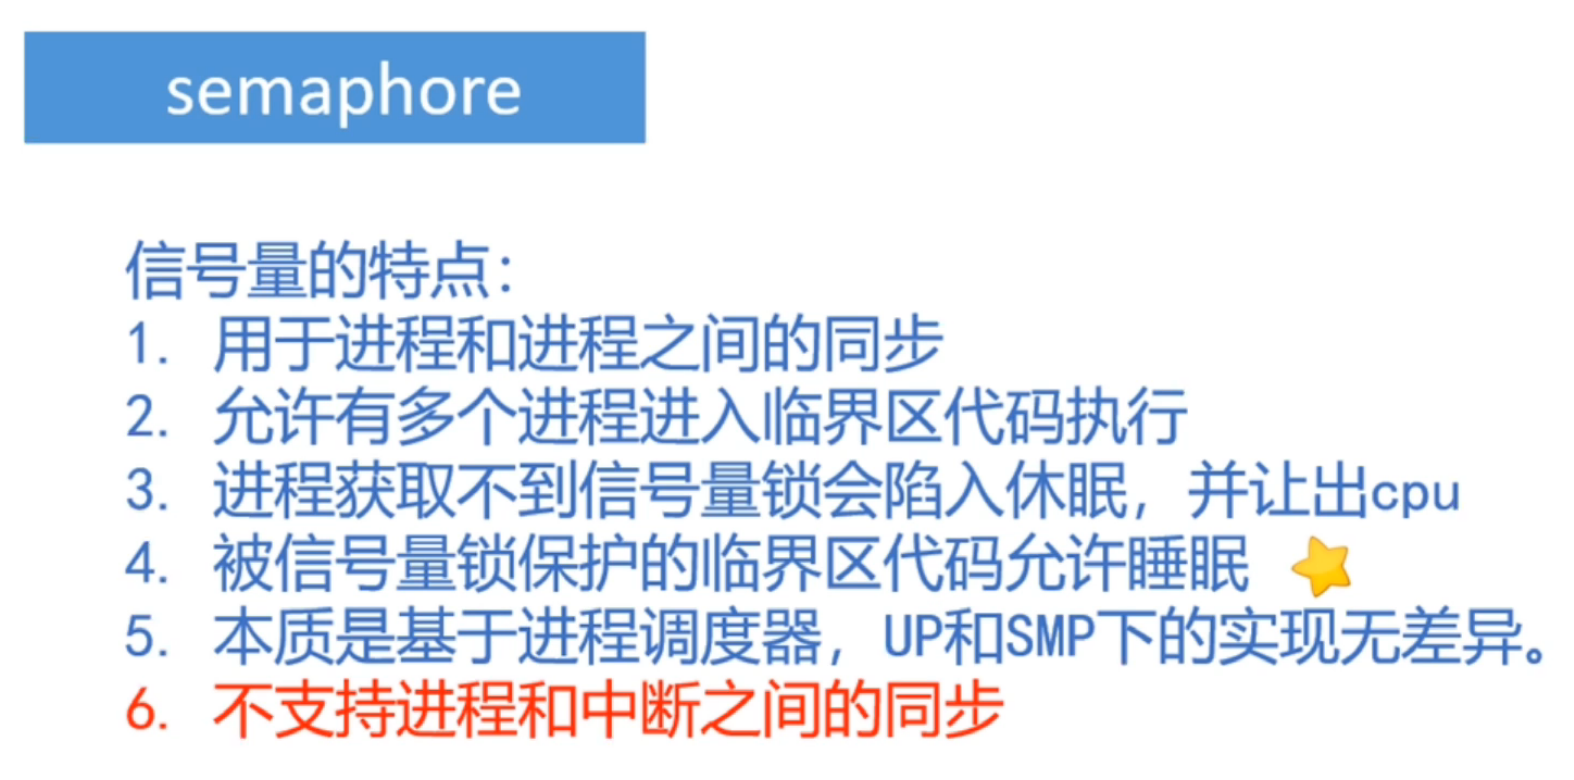 semaphore
信号量的特点：
1. 用于进程和进程之间的同步
2. 允许有多个进程进入临界区代码执行
3. 进程获取不到信号量锁会陷入休眠，并让出cpu
4. 被信号量锁保护的临界区代码允许睡眠
5. 本质是基于进程调度器，UP和SMP下的实现无差异。
6. 不支持进程和中断之间的同步